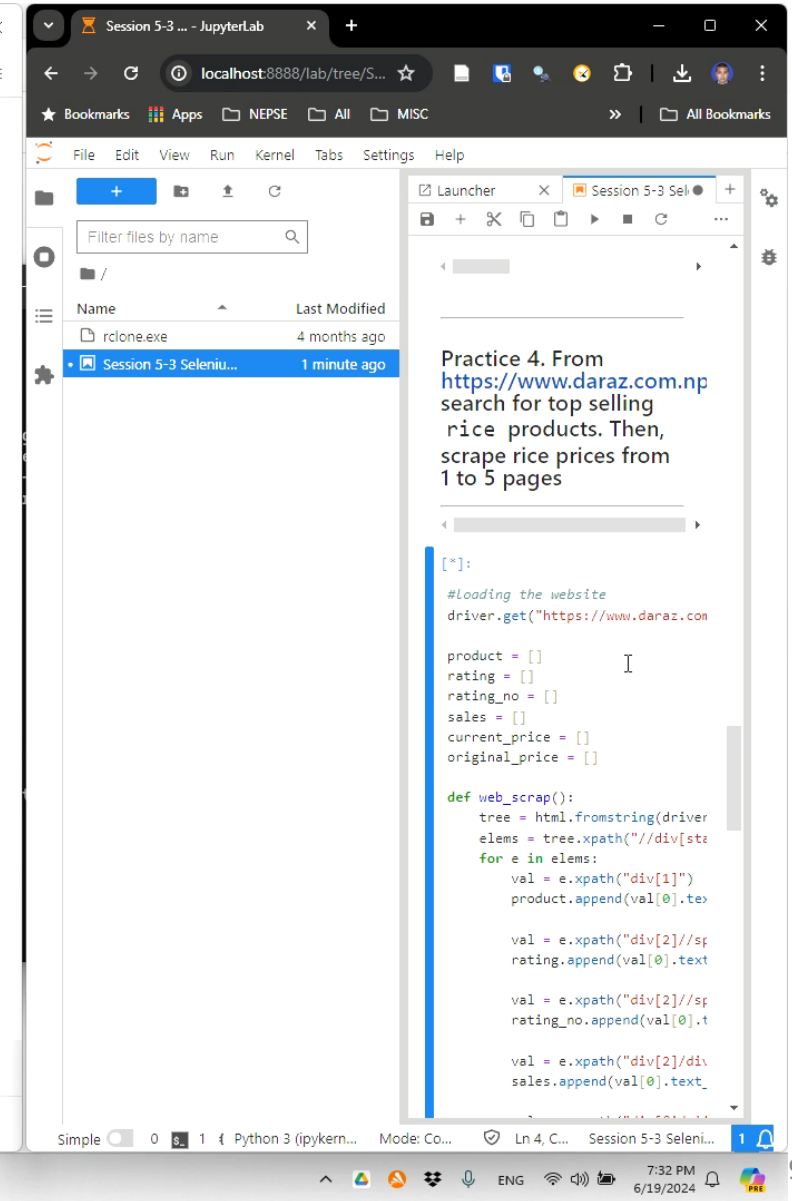 Session 5-3 ... - JupyterLab
localhost:8888/lab/tree/S...
Bookmarks Apps NEPSE All MISC » All Bookmarks
File Edit View Run Kernel Tabs Settings Help
Launcher Session 5-3 Sel
Filter files by name
/
Name Last Modified
rclone.exe 4 months ago
Session 5-3 Seleniu... 1 minute ago
Practice 4. From
https://www.daraz.com.np
search for top selling
rice products. Then,
scrape rice prices from
1 to 5 pages
[*]:
#loading the website
driver.get("https://www.daraz.com
product = []
rating = []
rating_no = []
sales = []
current_price = []
original_price = []
def web_scrap():
tree = html.fromstring(driver
elems = tree.xpath("//div[sta
for e in elems:
val = e.xpath("div[1]")
product.append(val[0].te
val = e.xpath("div[2]//sp
rating.append(val[0].text
val = e.xpath("div[2]//sp
rating_no.append(val[0].t
val = e.xpath("div[2]/div
sales.append(val[0].text_
Simple 0 1 Python 3 (ipykern... Mode: Co... Ln 4, C... Session 5-3 Seleni... 1
ENG 7:32 PM
6/19/2024
PRE